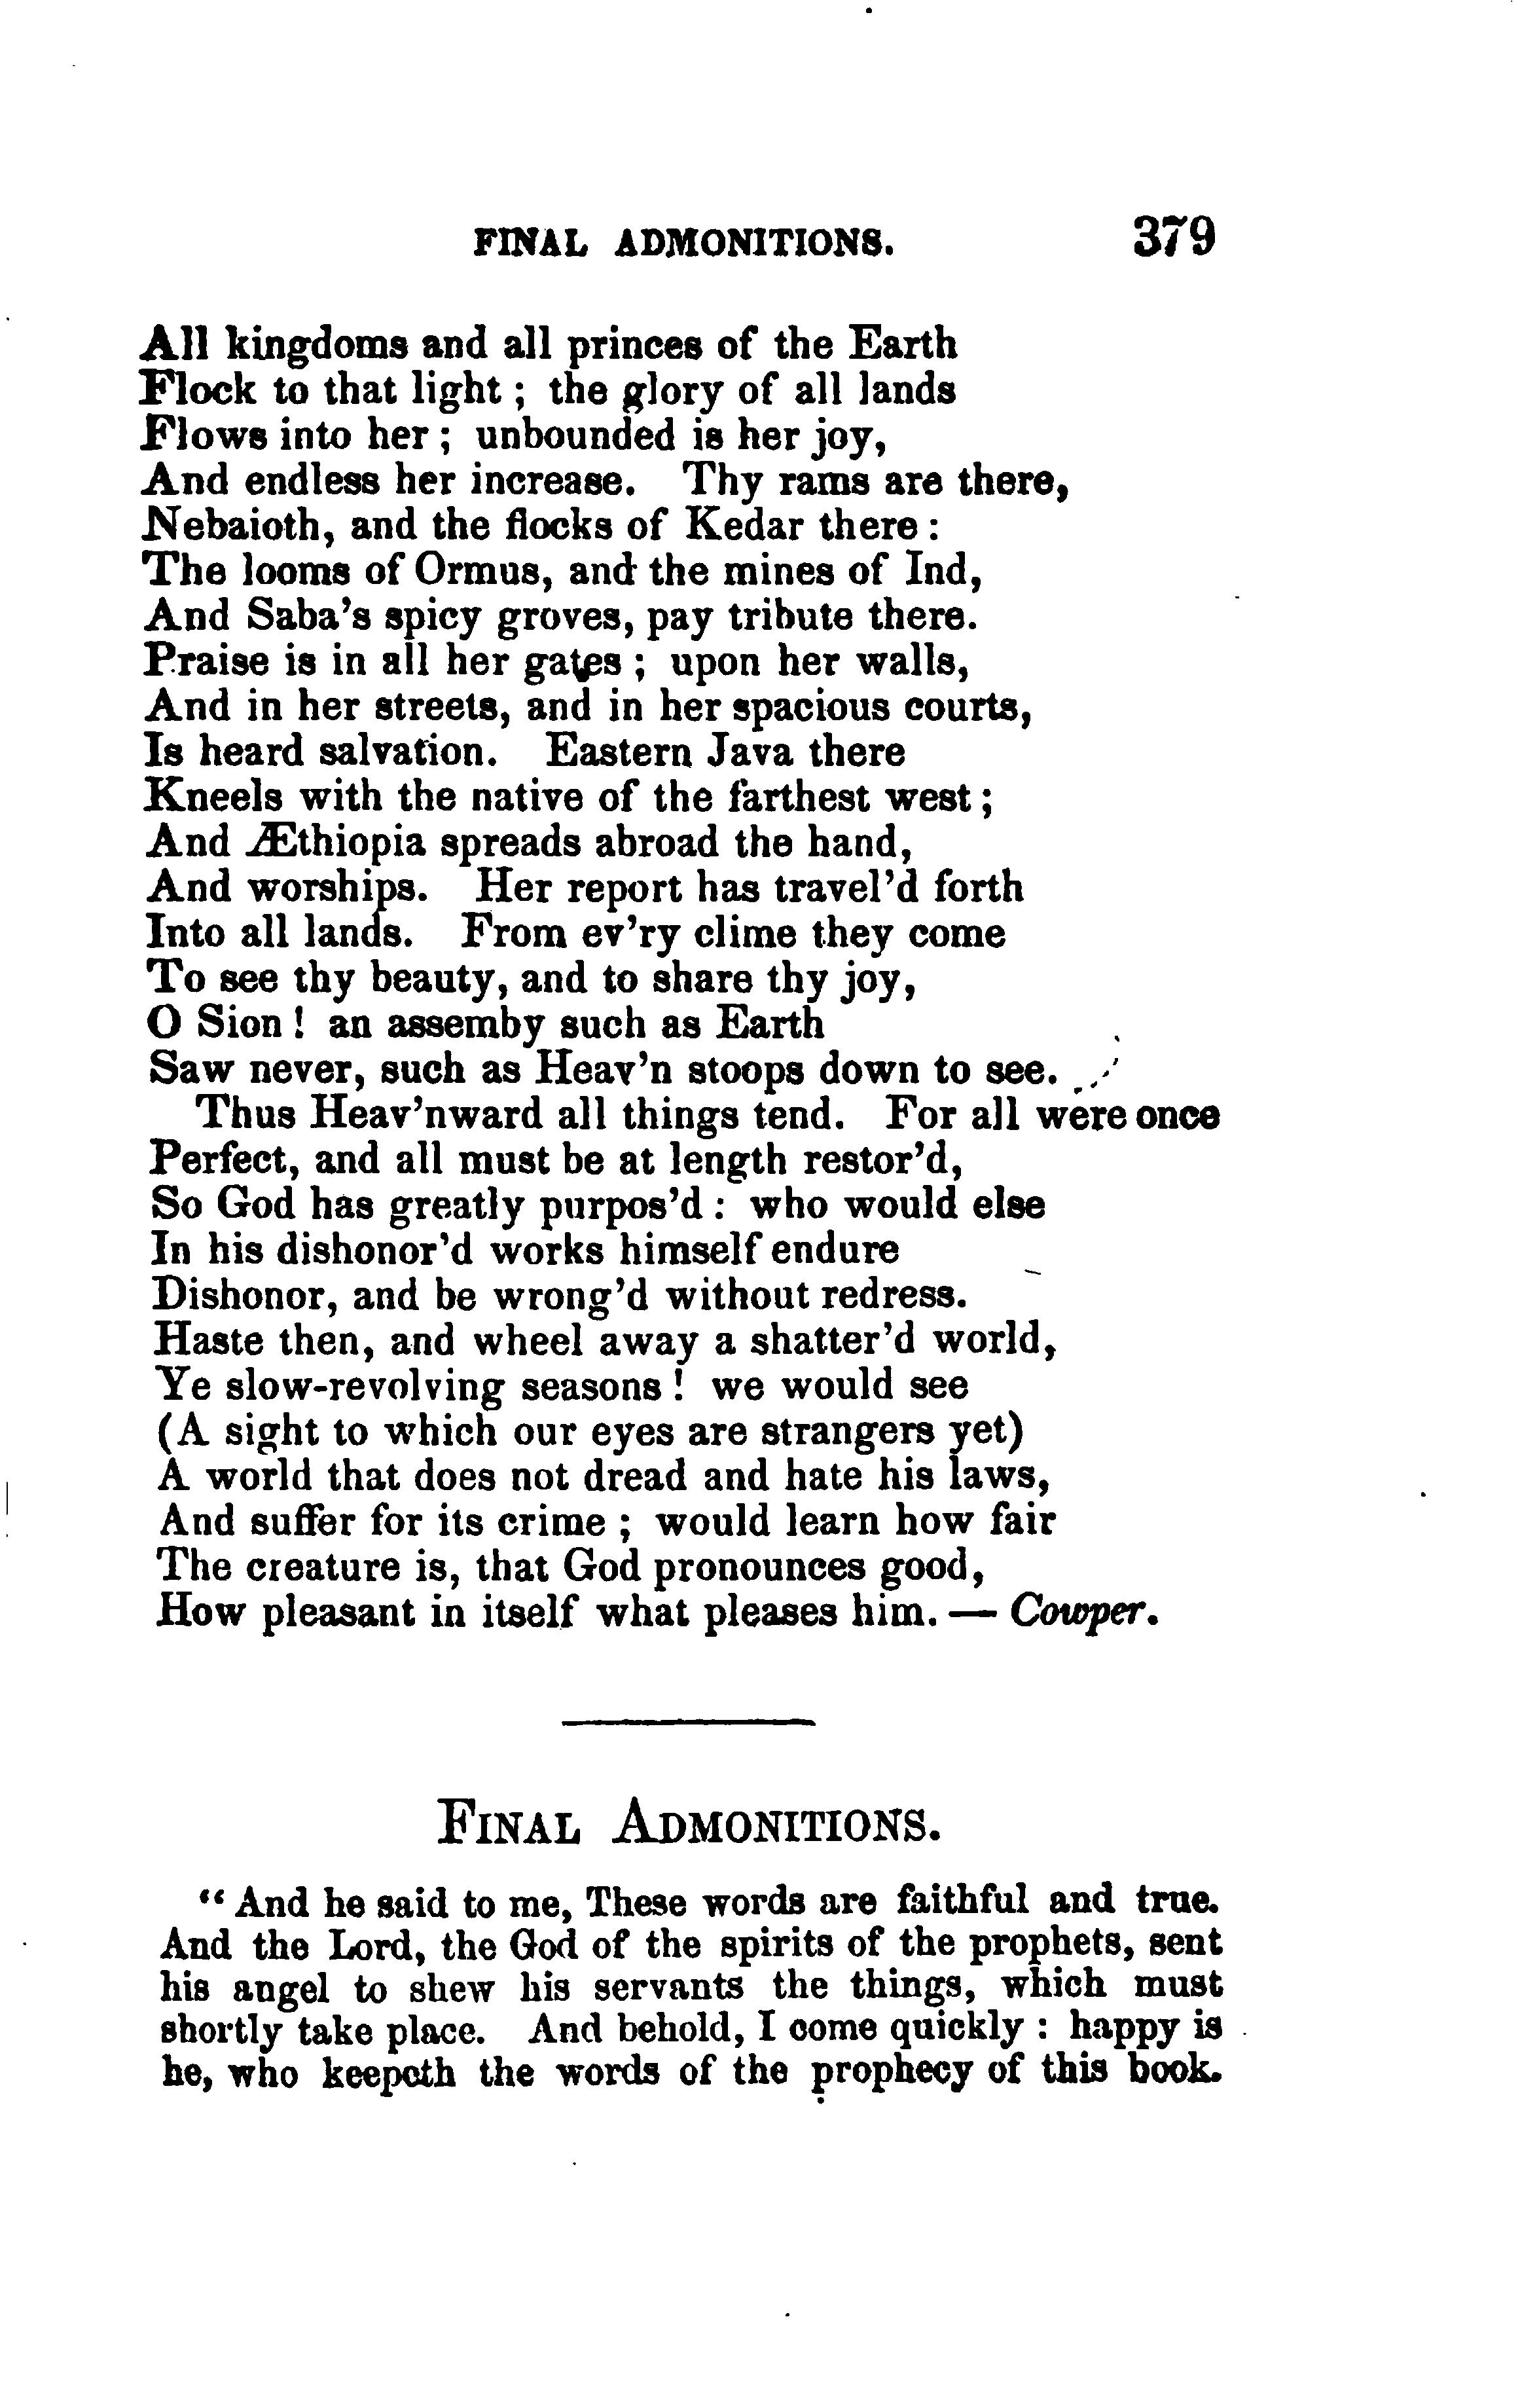 FINAL ADMONITIONS. 379
All kingdoms and all princes of the Earth
Flock to that light ; the glory of all lands
Flows into her ; unbounded is her joy,
And endless her increase. Thy rams are there,
Nebaioth, and the flocks of Kedar there :
The looms of Ormus, and the mines of Ind,
And Saba's spicy groves, pay tribute there.
Praise is in all her gates ; upon her walls,
And in her streets, and in her spacious courts,
Is heard salvation. Eastern Java there
Kneels with the native of the farthest west ;
And Æthiopia spreads abroad the hand,
And worships. Her report has travel'd forth
Into all lands. From ev'ry clime they come
To see thy beauty, and to share thy joy,
O Sion ! an assemby such as Earth
Saw never, such as Heav'n stoops down to see.
Thus Heav'nward all things tend. For all were once
Perfect, and all must be at length restor'd,
So God has greatly purpos'd : who would else
In his dishonor'd works himself endure
Dishonor, and be wrong'd without redress.
Haste then, and wheel away a shatter'd world,
Ye slow-revolving seasons ! we would see
(A sight to which our eyes are strangers yet)
A world that does not dread and hate his laws,
And suffer for its crime ; would learn how fair
The creature is, that God pronounces good,
How pleasant in itself what pleases him. — Cowper.
FINAL ADMONITIONS.
“ And he said to me, These words are faithful and true.
And the Lord, the God of the spirits of the prophets, sent
his angel to shew his servants the things, which must
shortly take place. And behold, I come quickly : happy is
he, who keepeth the words of the prophecy of this book.